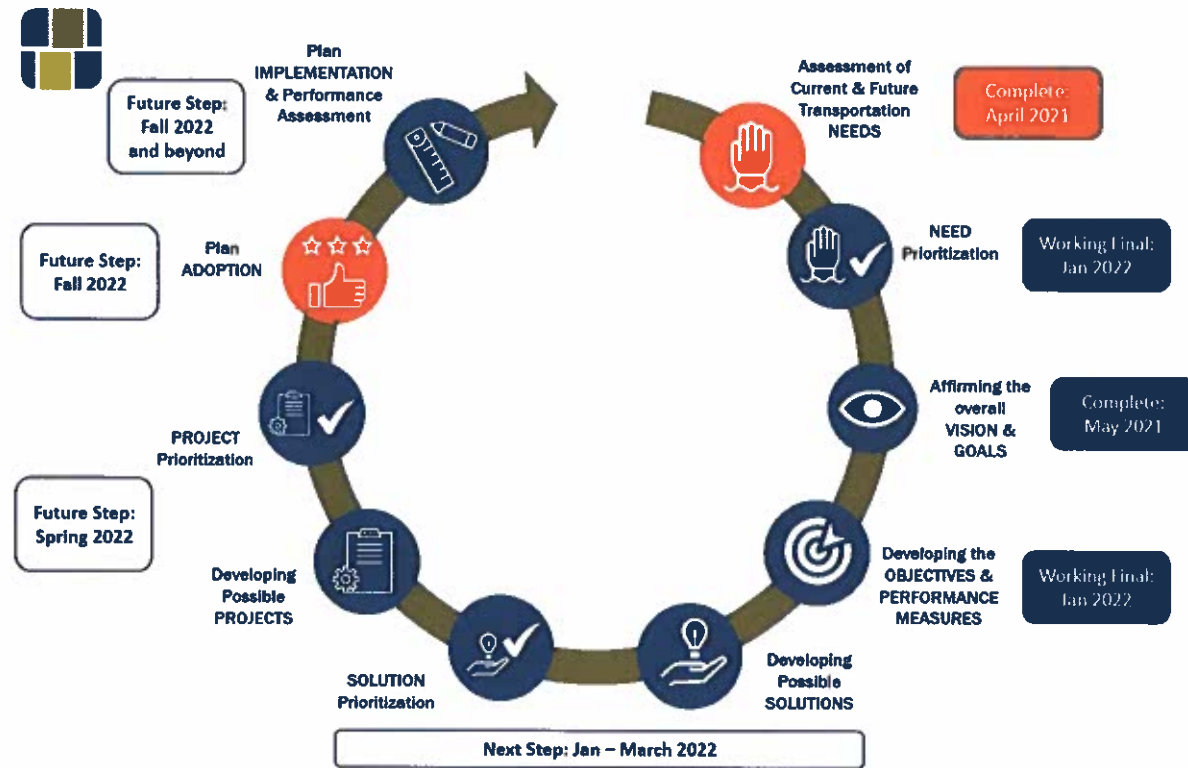 Assessment of
Current & Future
Transportation
NEEDS
Complete:
April 2021
NEED
Prioritization
Working Final:
Jan 2022
Affirming the
overall
VISION &
GOALS
Complete:
May 2021
Developing the
OBJECTIVES &
PERFORMANCE
MEASURES
Working Final:
Jan 2022
Developing
Possible
SOLUTIONS
SOLUTION
Prioritization
Next Step: Jan – March 2022
Developing
Possible
PROJECTS
Future Step:
Spring 2022
PROJECT
Prioritization
Plan
ADOPTION
Future Step:
Fall 2022
Plan
IMPLEMENTATION
& Performance
Assessment
Future Step:
Fall 2022
and beyond